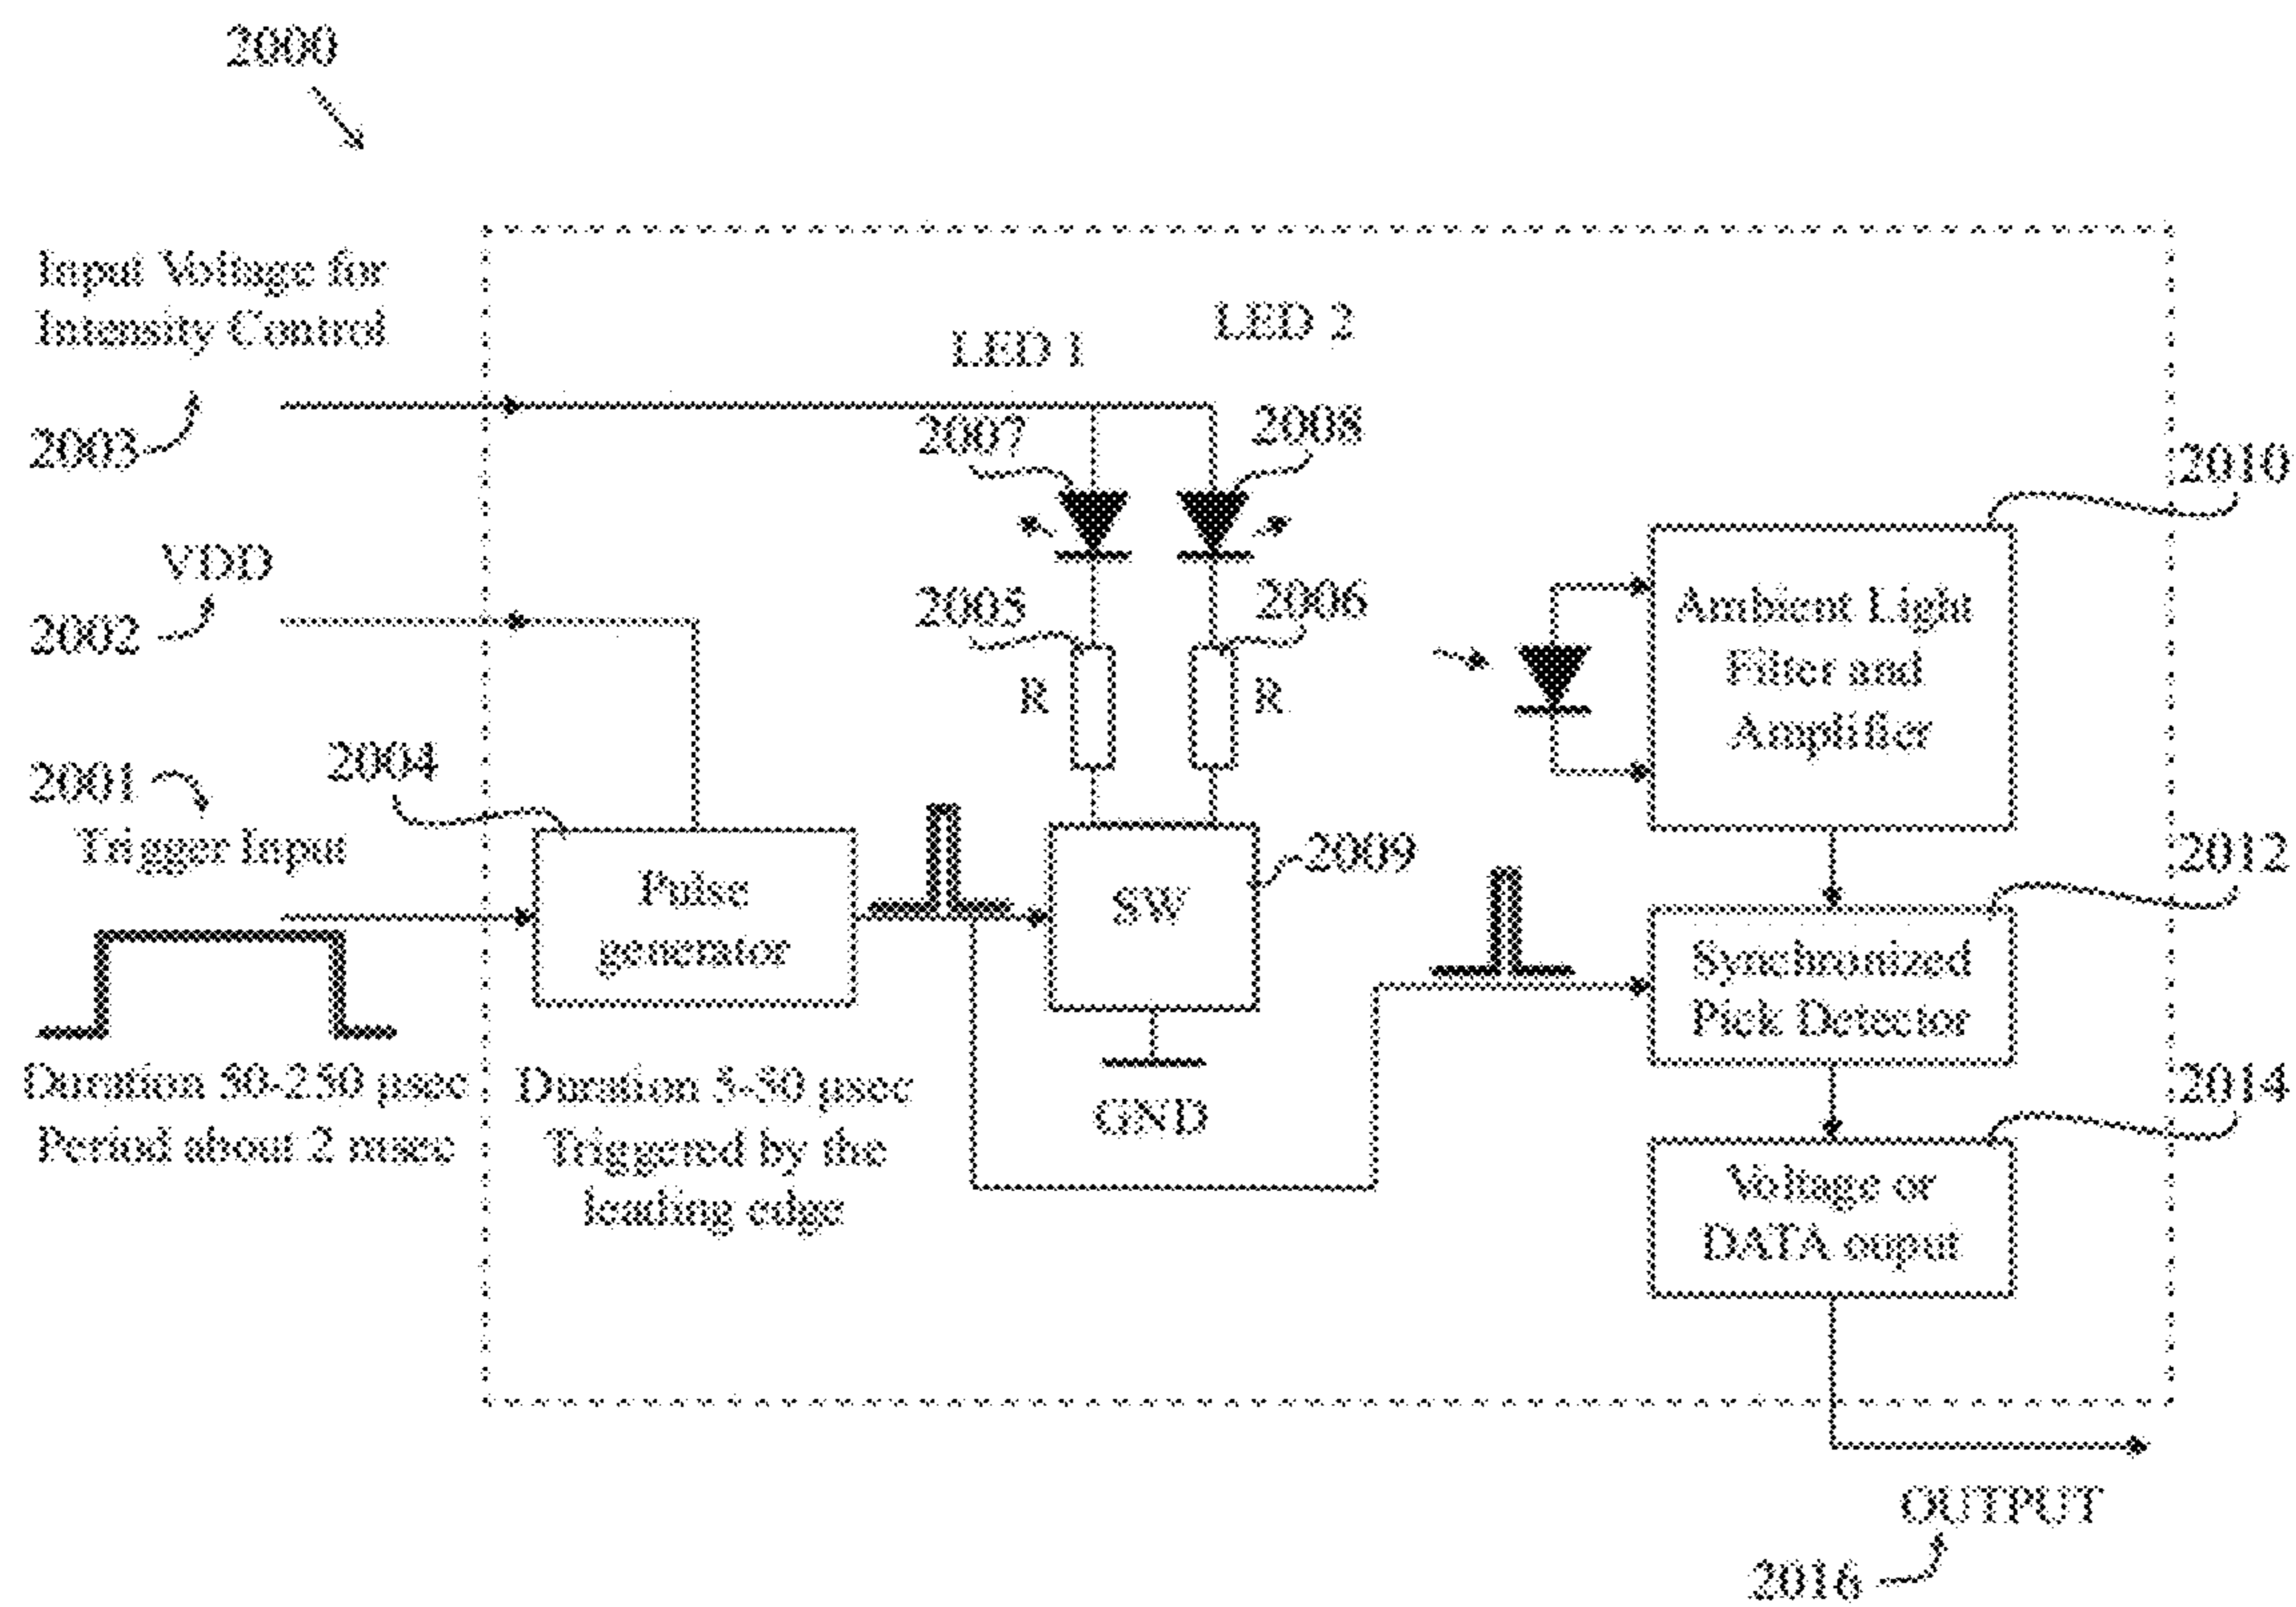 2000
Input Voltage for
Intensity Control
2003
VDD
2002
2001
Trigger Input
2004
Duration 50-250 μsec
Period about 2 msec
Pulse
generator
Duration 5-50 μsec
Triggered by the
leading edge
LED 1
LED 2
2007
2008
2005
2006
R
R
SW
2009
GND
2010
Ambient Light
Filter and
Amplifier
2012
Synchronized
Pick Detector
2014
Voltage or
DATA ouput
OUTPUT
2016